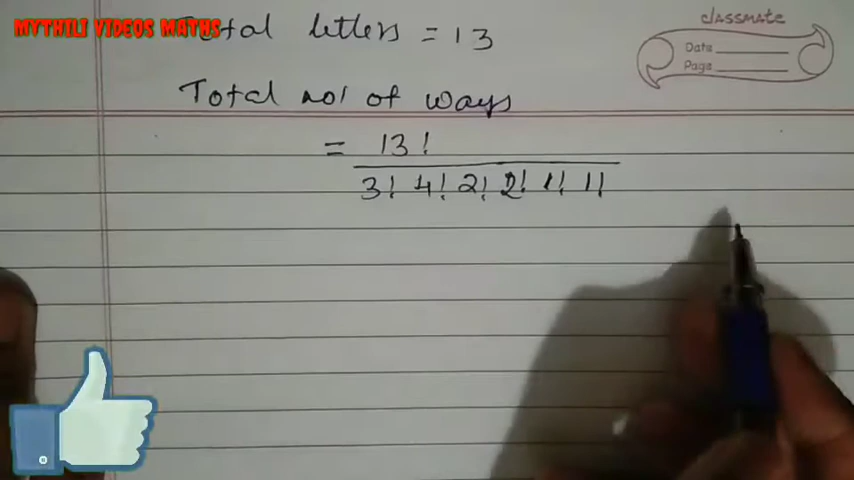 MYTHILI VIDEOS MATHS
Total letters = 13
classmate
Date
Page
Total no! of ways
= 13!
3! 4! 2! 2! 1! 1!